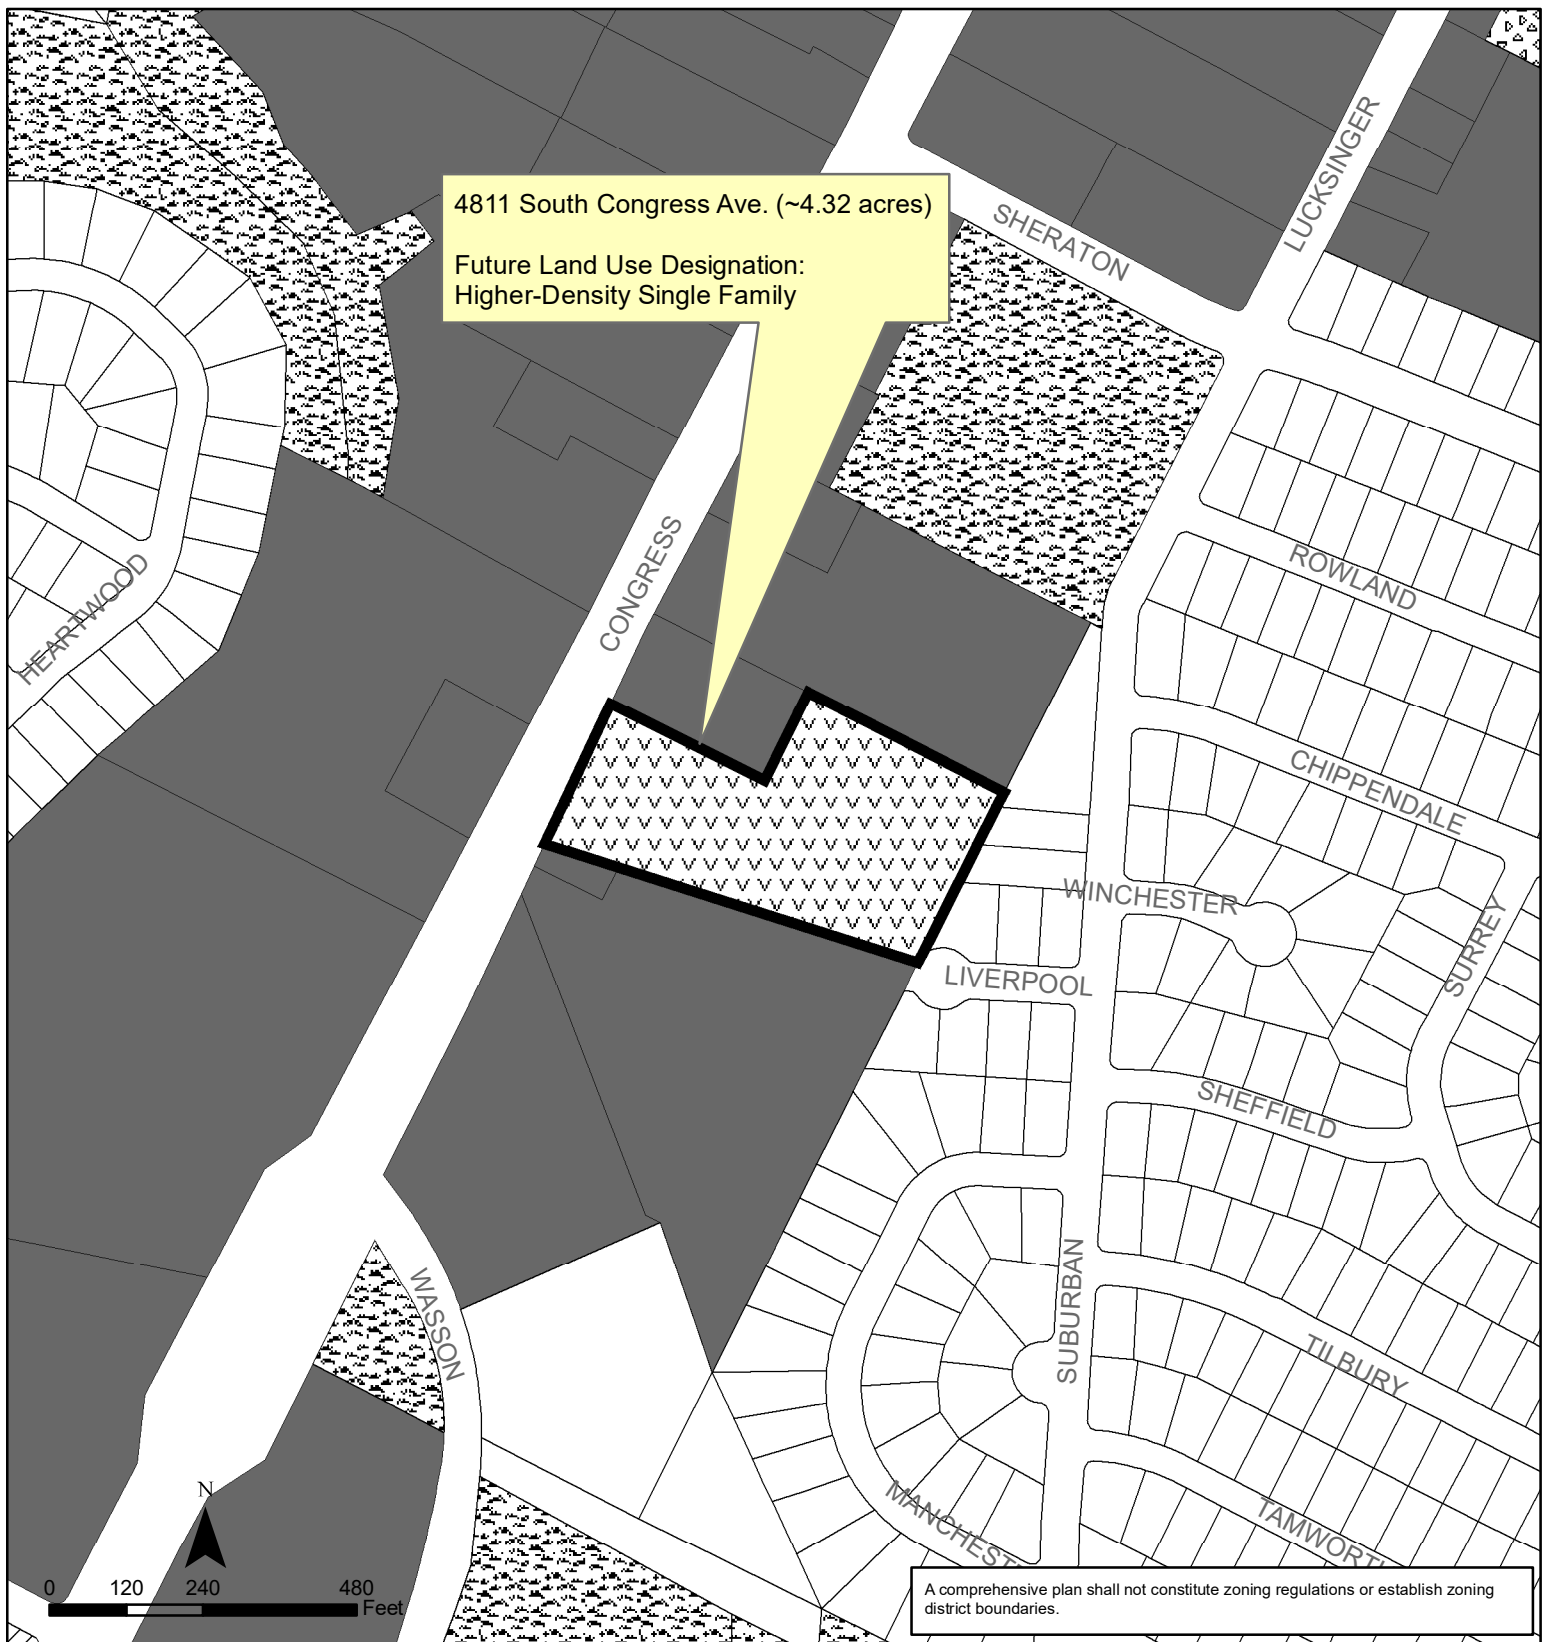 LUCKSINGER
4811 South Congress Ave. (~4.32 acres)
Future Land Use Designation:
Higher-Density Single Family
SHERATON
CONGRESS
ROWLAND
HEARTWOOD
CHIPPENDALE
WINCHESTER
SURREY
LIVERPOOL
SHEFFIELD
SUBURBAN
WASSON
TILBURY
MANCHEST
TAMWORT
N
0 120 240 480
Feet
A comprehensive plan shall not constitute zoning regulations or establish zoning
district boundaries.